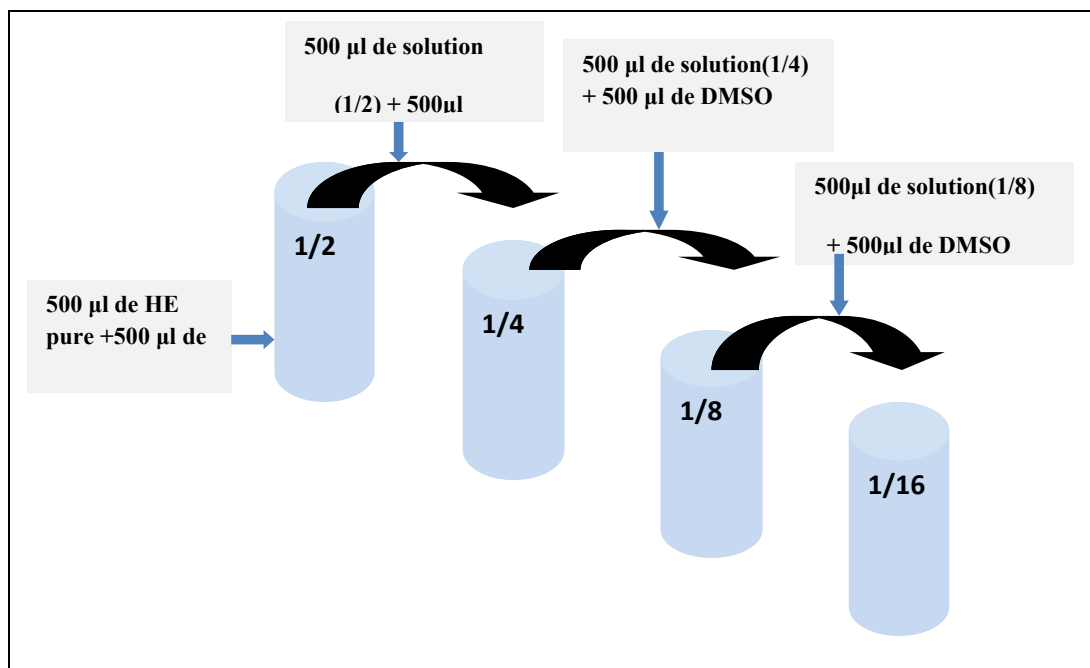 500 µl de solution
(1/2) + 500µl
500 µl de solution(1/4)
+ 500 µl de DMSO
500µl de solution(1/8)
+ 500µl de DMSO
500 µl de HE
pure +500 µl de
1/2
1/4
1/8
1/16